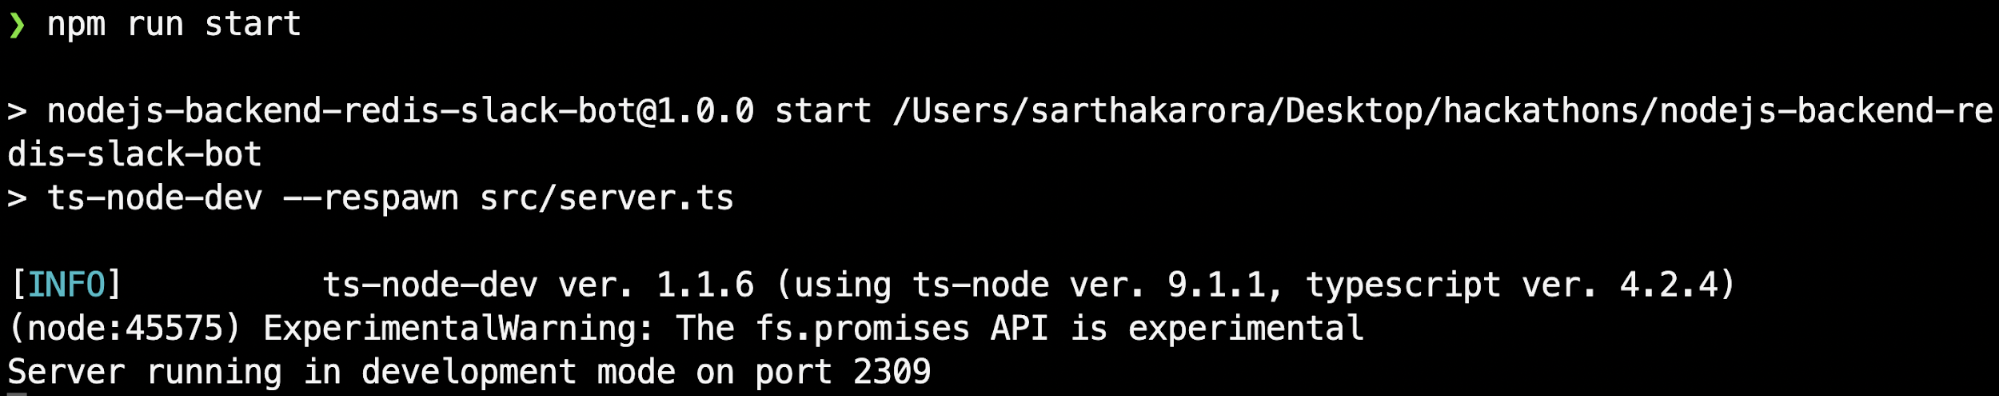 ❯ npm run start
> nodejs-backend-redis-slack-bot@1.0.0 start /Users/sarthakarora/Desktop/hackathons/nodejs-backend-re
dis-slack-bot
> ts-node-dev --respawn src/server.ts
[INFO]          ts-node-dev ver. 1.1.6 (using ts-node ver. 9.1.1, typescript ver. 4.2.4)
(node:45575) ExperimentalWarning: The fs.promises API is experimental
Server running in development mode on port 2309